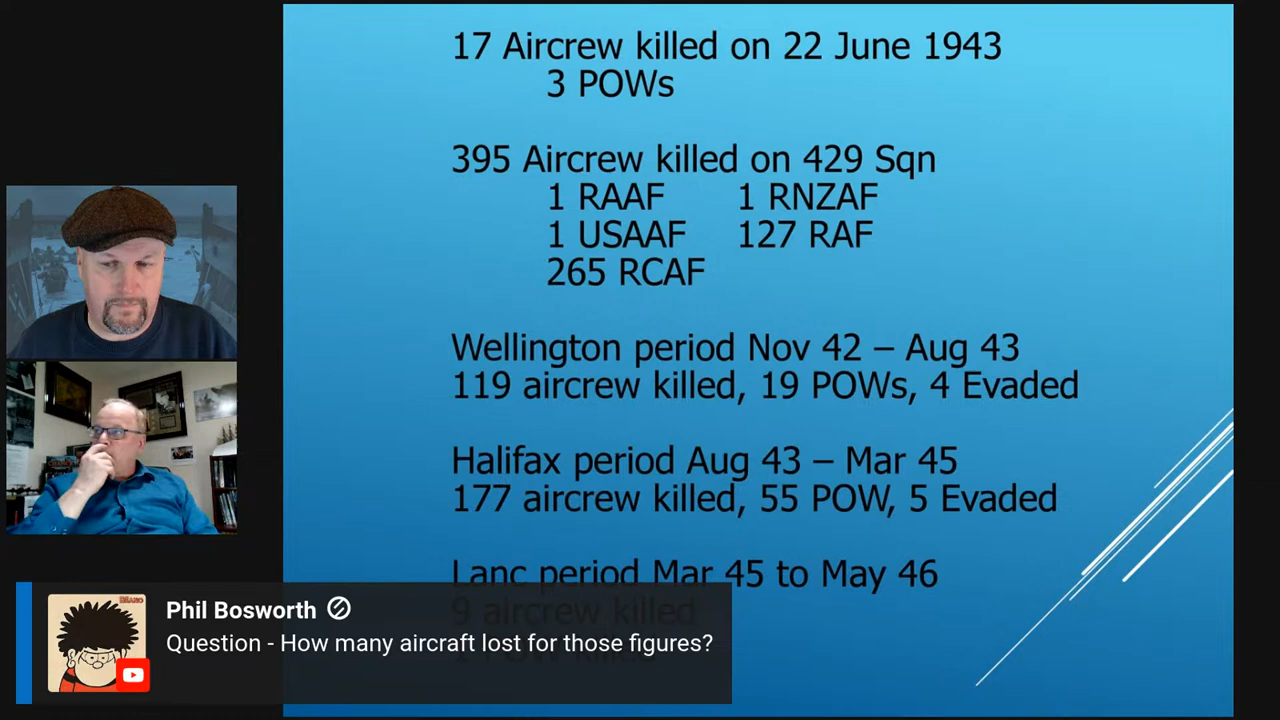 17 Aircrew killed on 22 June 1943
3 POWs
395 Aircrew killed on 429 Sqn
1 RAAF 1 RNZAF
1 USAAF 127 RAF
265 RCAF
Wellington period Nov 42 – Aug 43
119 aircrew killed, 19 POWs, 4 Evaded
Halifax period Aug 43 – Mar 45
177 aircrew killed, 55 POW, 5 Evaded
Lanc period Mar 45 to May 46
9 aircrew killed
Phil Bosworth
Question - How many aircraft lost for those figures?